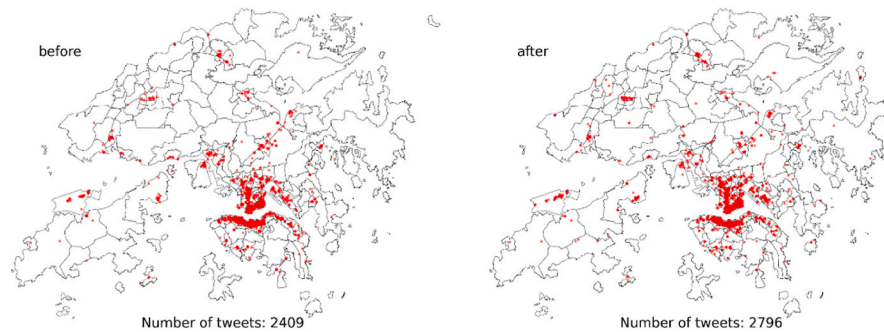 before
after
Number of tweets: 2409
Number of tweets: 2796